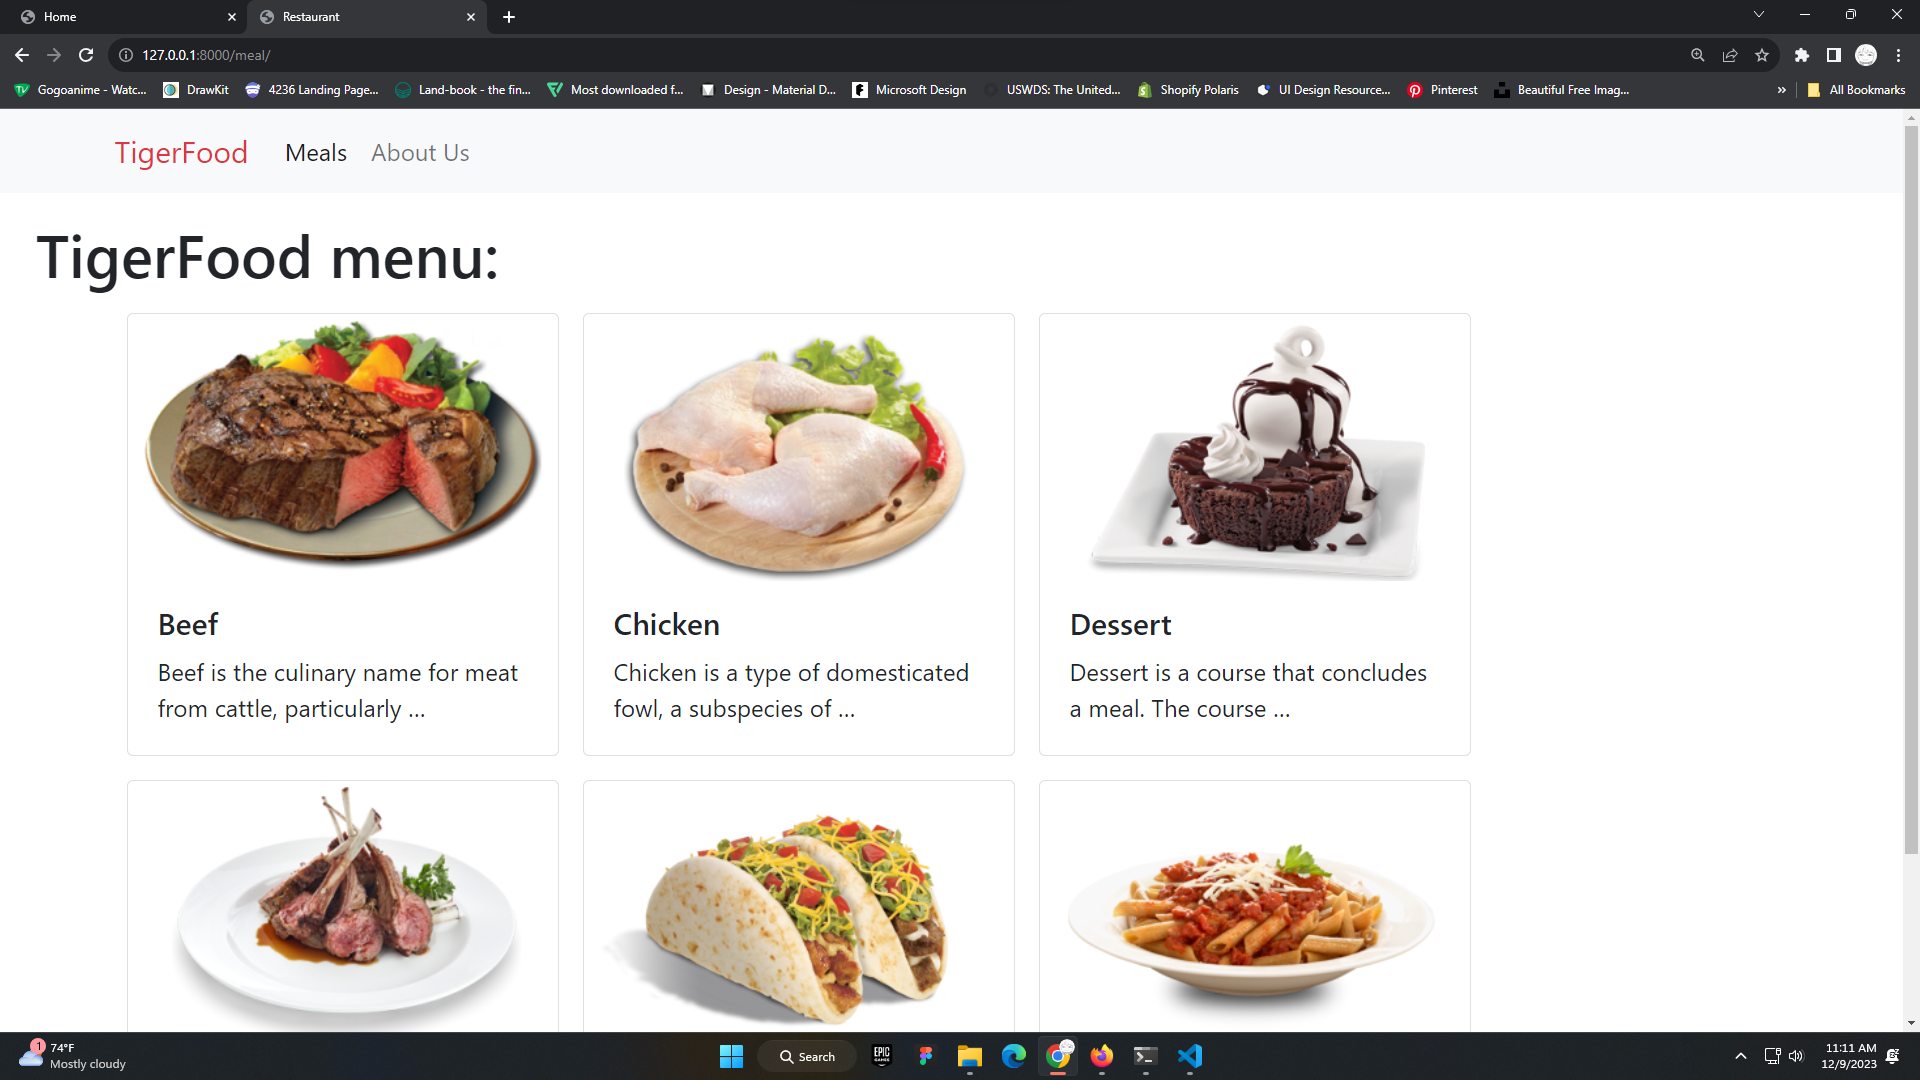 Home
Restaurant
127.0.0.1:8000/meal/
Gogoanime - Watc...
DrawKit
4236 Landing Page...
Land-book - the fin...
Most downloaded f...
Design - Material D...
Microsoft Design
USWDS: The United...
Shopify Polaris
UI Design Resource...
Pinterest
Beautiful Free Imag...
All Bookmarks
TigerFood
Meals
About Us
TigerFood menu:
Beef
Beef is the culinary name for meat
from cattle, particularly ...
Chicken
Chicken is a type of domesticated
fowl, a subspecies of ...
Dessert
Dessert is a course that concludes
a meal. The course ...
1
74°F
Mostly cloudy
Search
EPIC
GAMES
11:11 AM
12/9/2023